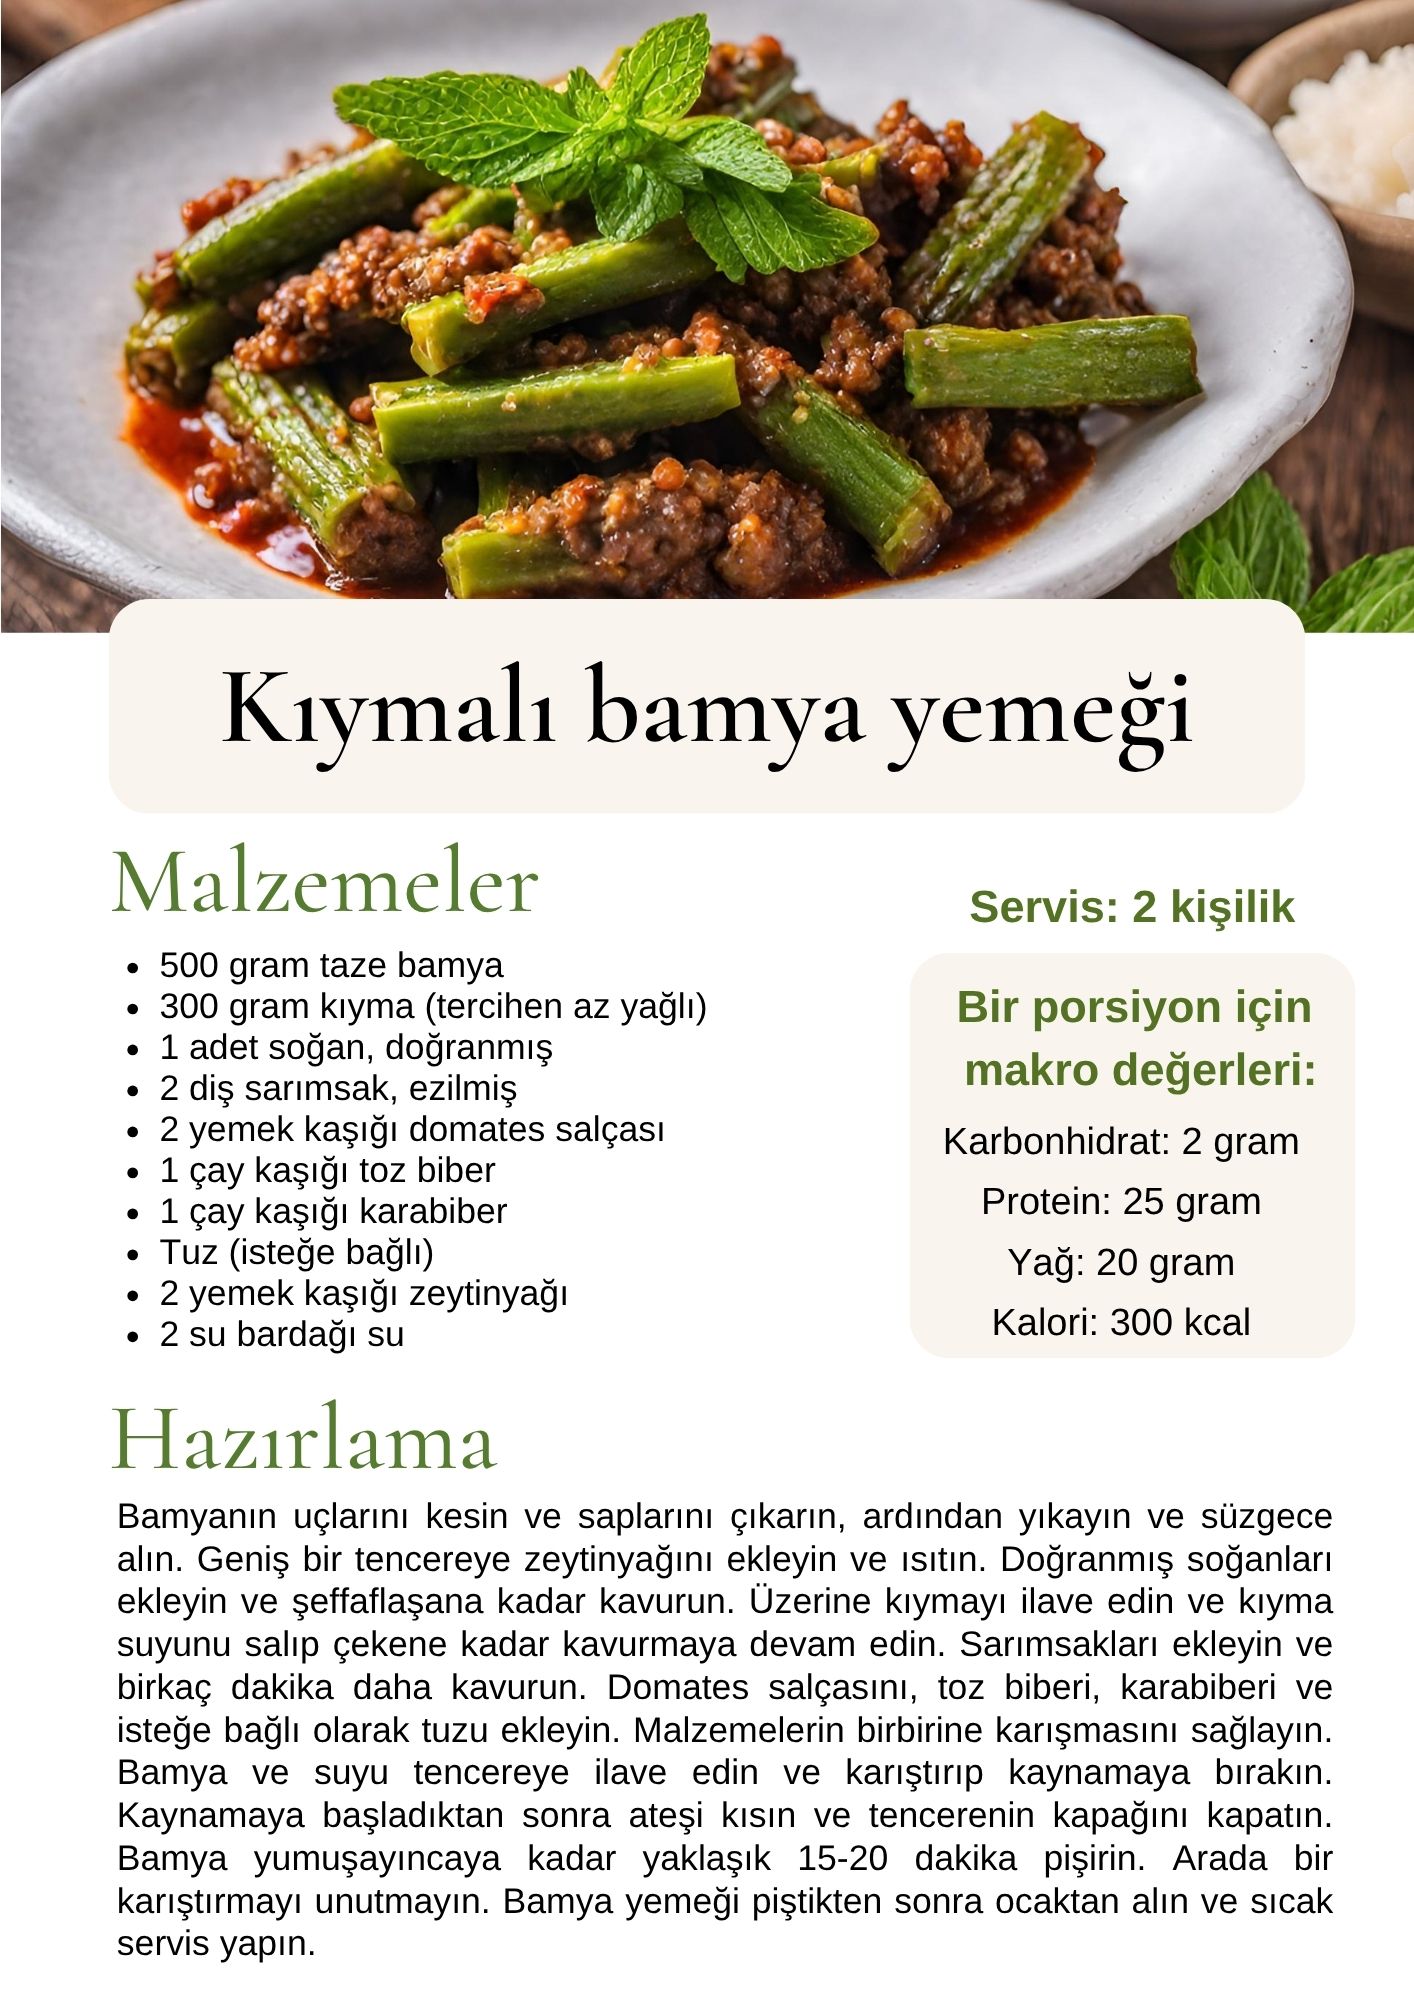 Kıymalı bamya yemeği
Malzemeler
500 gram taze bamya
300 gram kıyma (tercihen az yağlı)
1 adet soğan, doğranmış
2 diş sarımsak, ezilmiş
2 yemek kaşığı domates salçası
1 çay kaşığı toz biber
1 çay kaşığı karabiber
Tuz (isteğe bağlı)
2 yemek kaşığı zeytinyağı
2 su bardağı su
Servis: 2 kişilik
Bir porsiyon için
makro değerleri:
Karbonhidrat: 2 gram
Protein: 25 gram
Yağ: 20 gram
Kalori: 300 kcal
Hazırlama
Bamyanın uçlarını kesin ve saplarını çıkarın, ardından yıkayın ve süzgece
alın. Geniş bir tencereye zeytinyağını ekleyin ve ısıtın. Doğranmış soğanları
ekleyin ve şeffaflaşana kadar kavurun. Üzerine kıymayı ilave edin ve kıyma
suyunu salıp çekene kadar kavurmaya devam edin. Sarımsakları ekleyin ve
birkaç dakika daha kavurun. Domates salçasını, toz biberi, karabiberi ve
isteğe bağlı olarak tuzu ekleyin. Malzemelerin birbirine karışmasını sağlayın.
Bamya ve suyu tencereye ilave edin ve karıştırıp kaynamaya bırakın.
Kaynamaya başladıktan sonra ateşi kısın ve tencerenin kapağını kapatın.
Bamya yumuşayıncaya kadar yaklaşık 15-20 dakika pişirin. Arada bir
karıştırmayı unutmayın. Bamya yemeği piştikten sonra ocaktan alın ve sıcak
servis yapın.